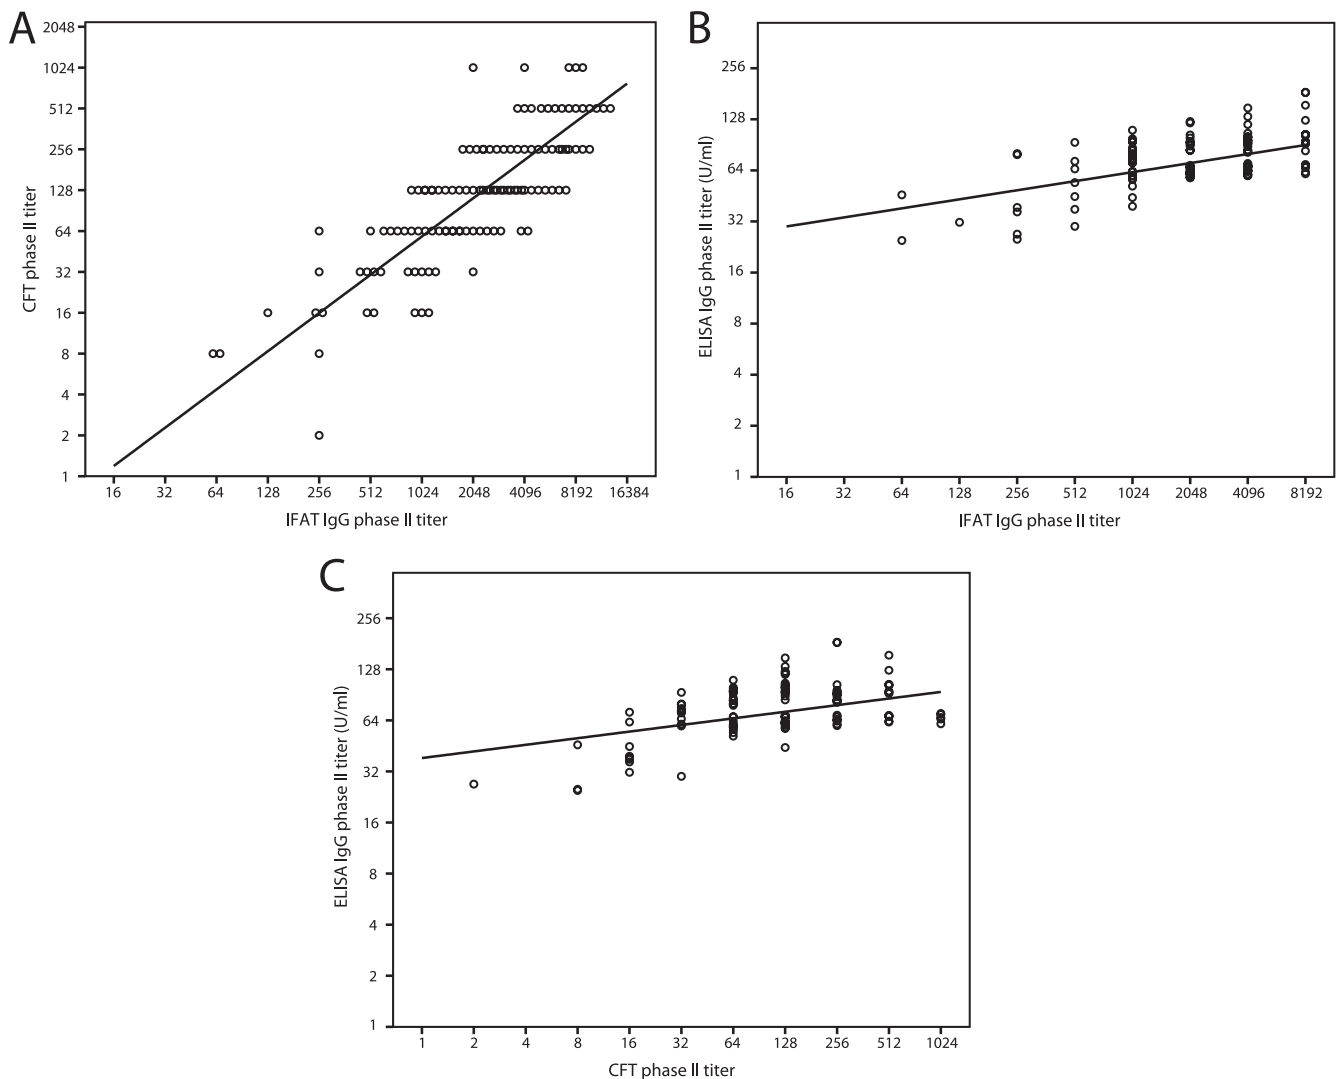 A
2048
1024
512
256
128
64
32
16
8
4
2
1
CFT phase II titer
16 32 64 128 256 512 1024 2048 4096 8192 16384
IFAT IgG phase II titer
B
256
128
64
32
16
8
4
2
1
ELISA IgG phase II titer (U/ml)
16 32 64 128 256 512 1024 2048 4096 8192
IFAT IgG phase II titer
C
256
128
64
32
16
8
4
2
1
ELISA IgG phase II titer (U/ml)
1 2 4 8 16 32 64 128 256 512 1024
CFT phase II titer